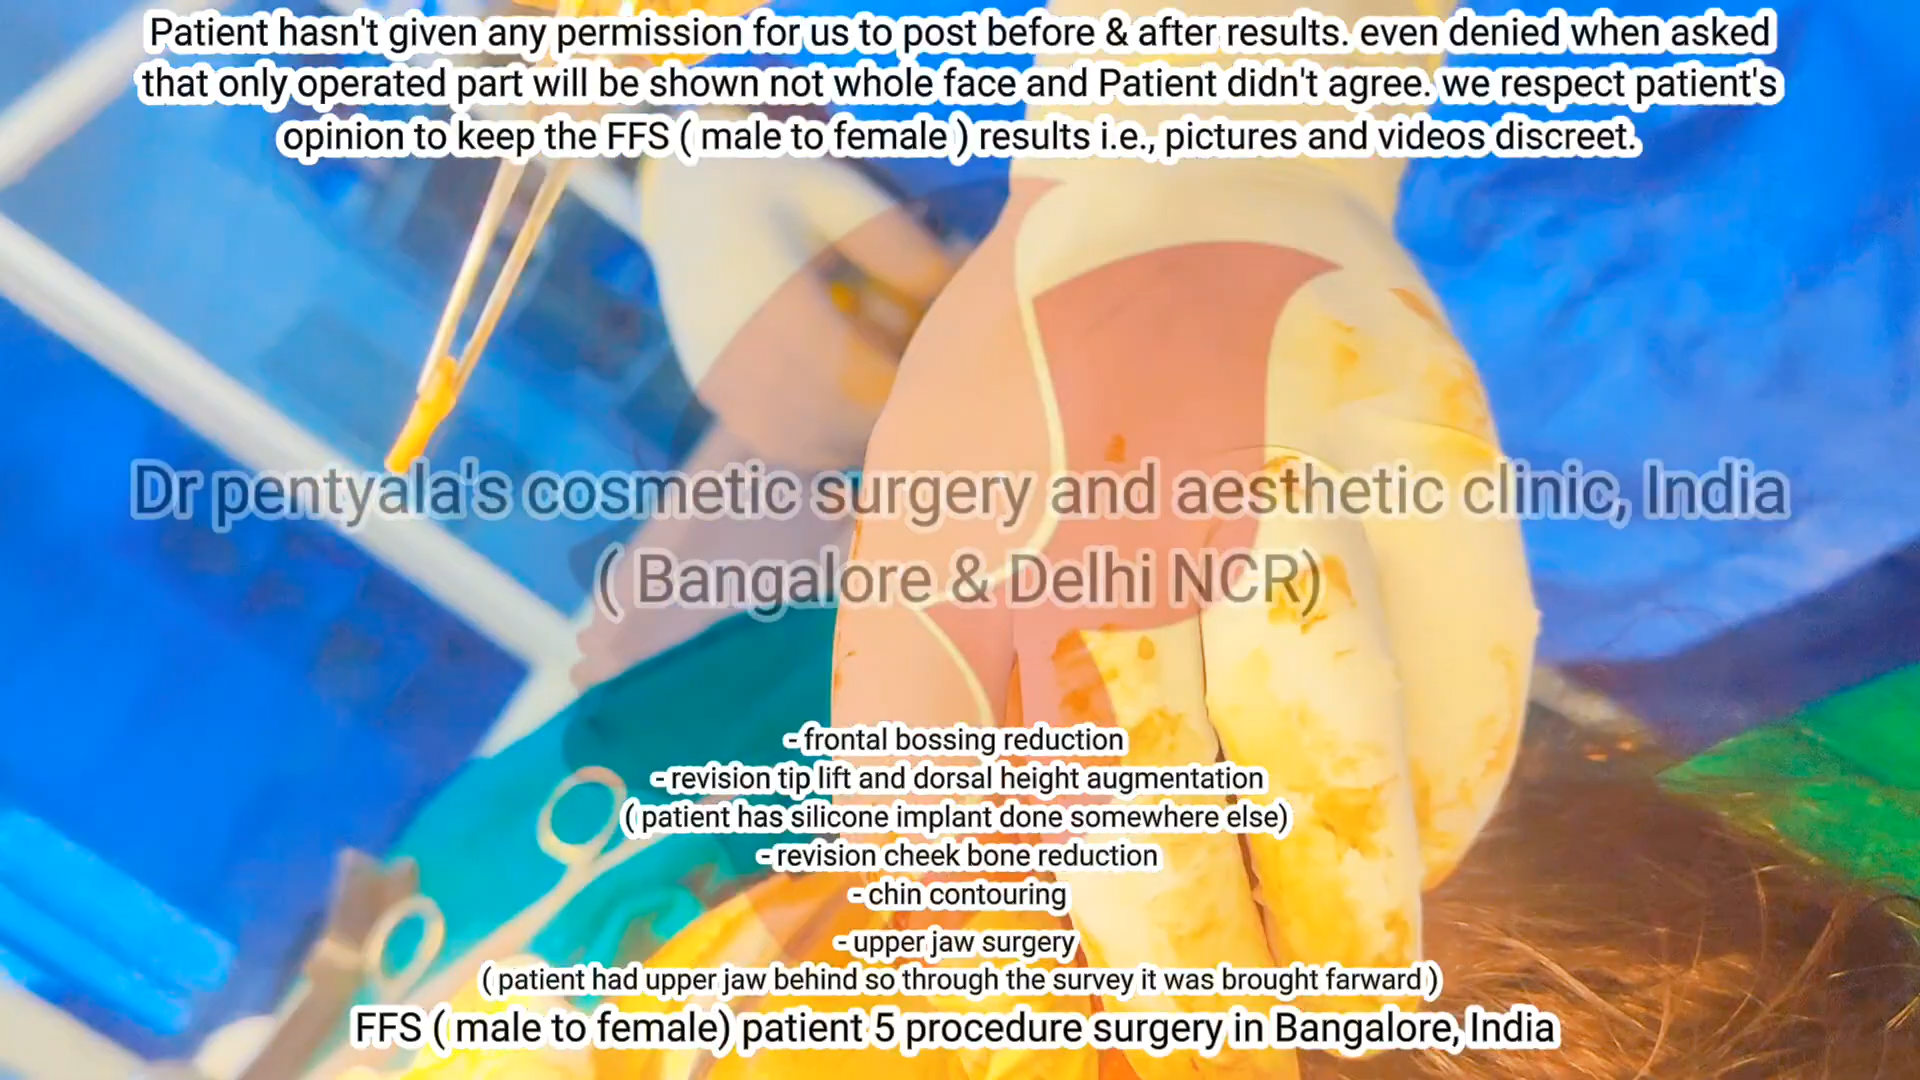 Patient hasn't given any permission for us to post before & after results. even denied when asked
that only operated part will be shown not whole face and Patient didn't agree. we respect patient's
opinion to keep the FFS ( male to female ) results i.e., pictures and videos discreet.
Dr pentyala's cosmetic surgery and aesthetic clinic, India
( Bangalore & Delhi NCR)
- frontal bossing reduction
- revision tip lift and dorsal height augmentation
( patient has silicone implant done somewhere else)
- revision cheek bone reduction
- chin contouring
- upper jaw surgery
( patient had upper jaw behind so through the survey it was brought farward )
FFS ( male to female) patient 5 procedure surgery in Bangalore, India